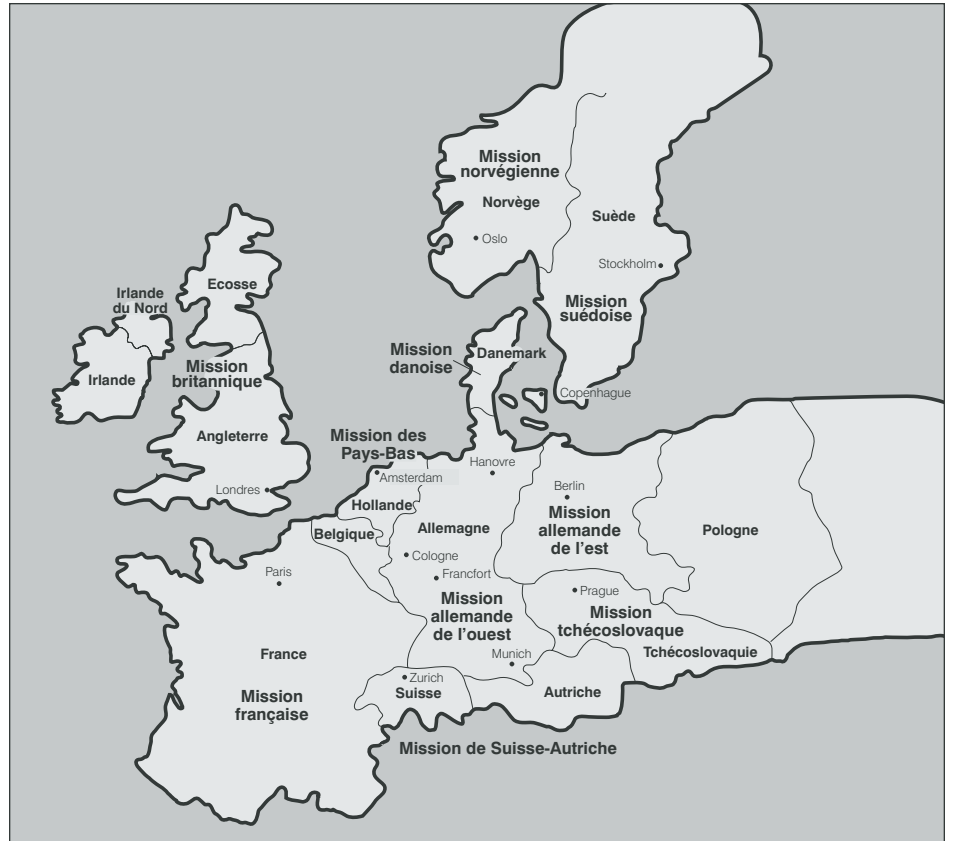 Mission
norvégienne
Norvège
Oslo
Suède
Stockholm
Mission
suédoise
Ecosse
Irlande
du Nord
Irlande
Mission
britannique
Angleterre
Londres
Mission
danoise
Danemark
Copenhague
Mission des
Pays-Bas
Amsterdam
Hollande
Belgique
Hanovre
Allemagne
Cologne
Francfort
Mission
allemande
de l’ouest
Munich
Berlin
Mission
allemande
de l’est
Pologne
Prague
Mission
tchécoslovaque
Tchécoslovaquie
Paris
France
Mission
française
Zurich
Suisse
Autriche
Mission de Suisse-Autriche